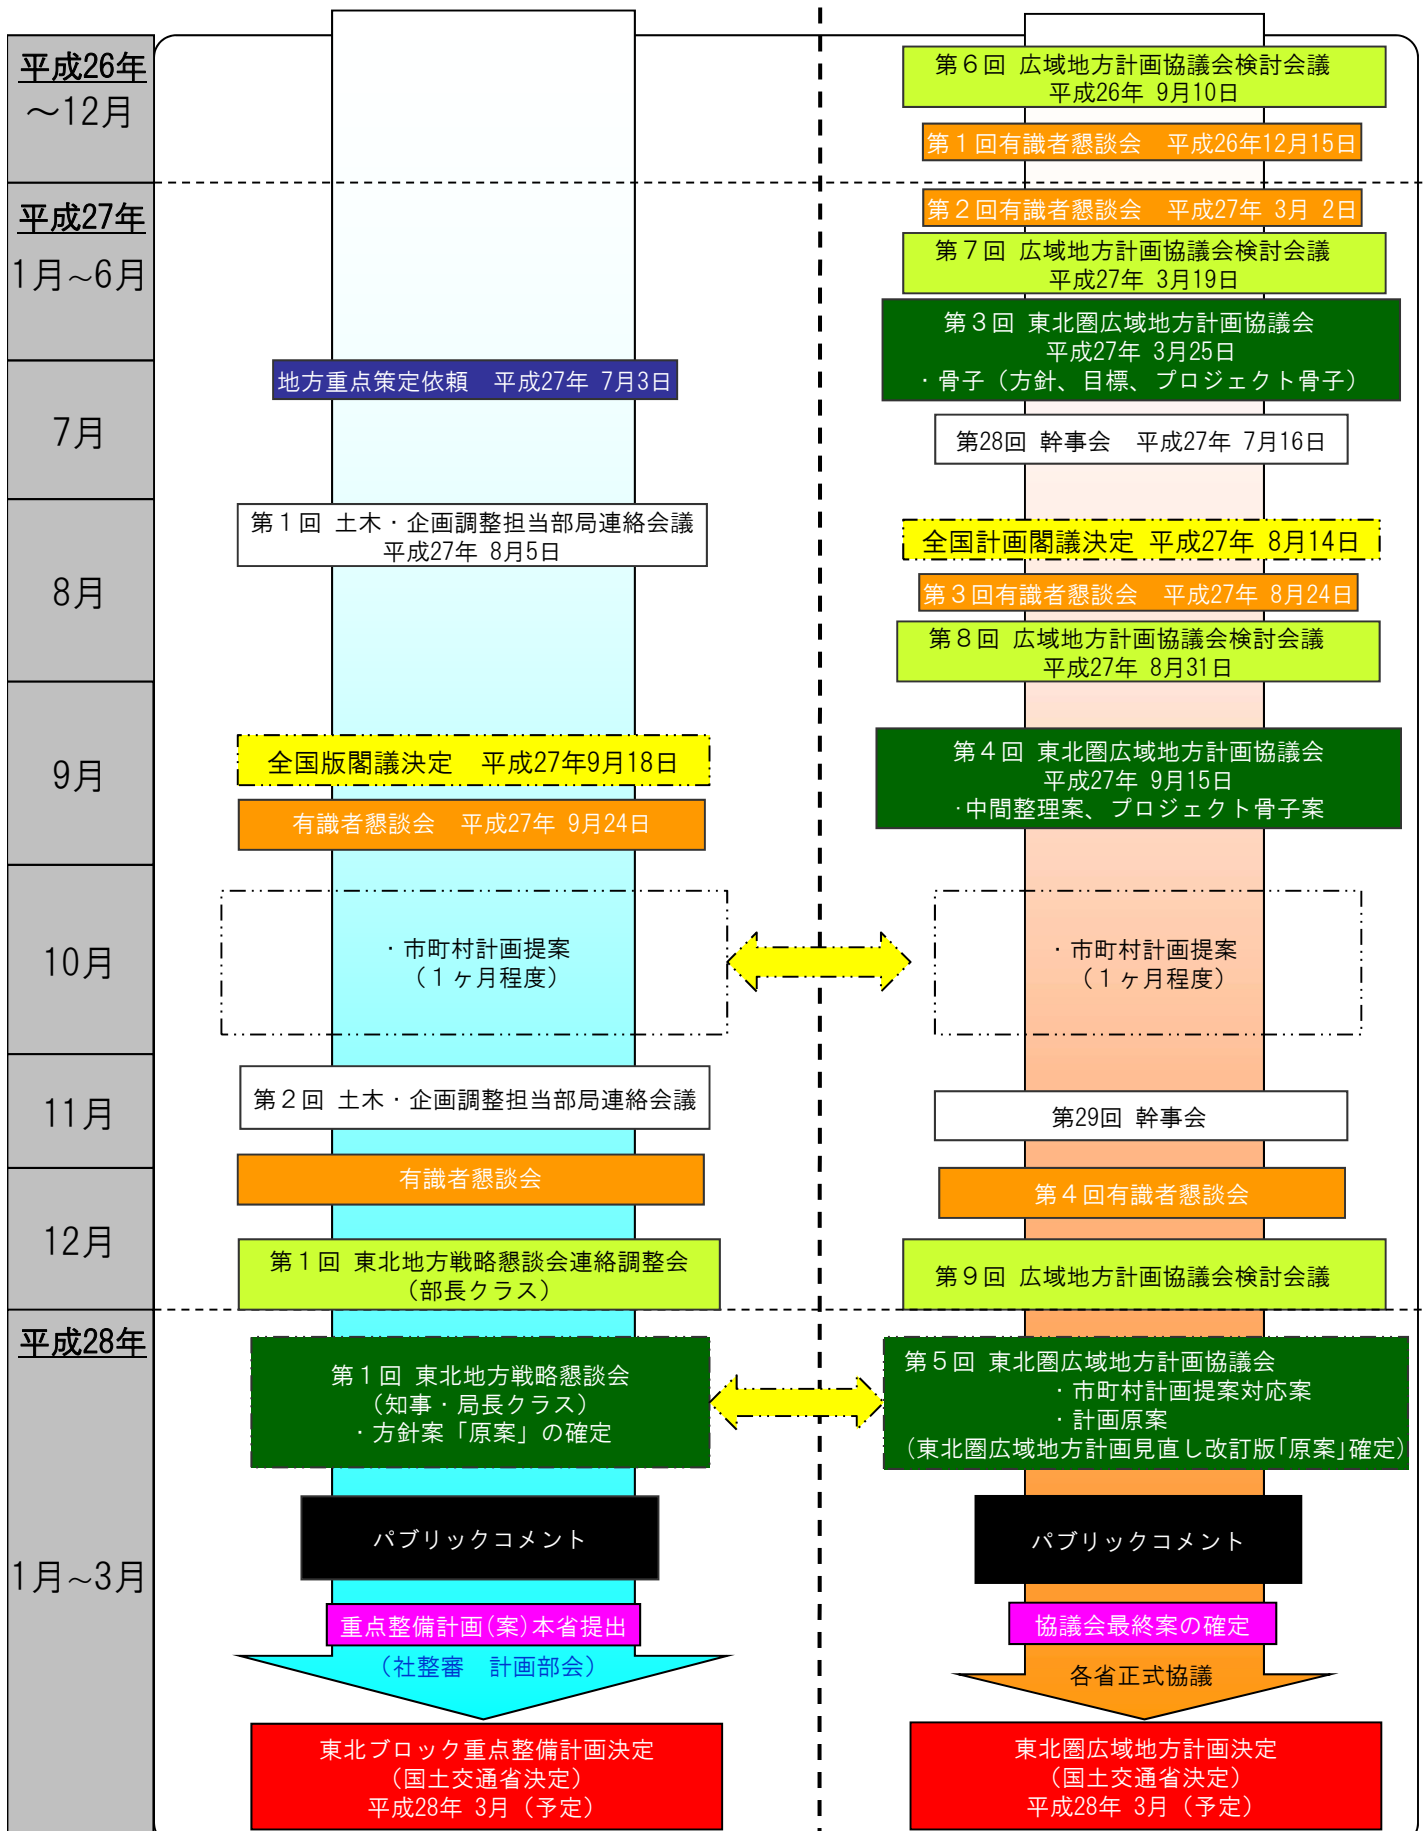 平成26年
～12月
第６回 広域地方計画協議会検討会議
平成26年 9月10日
第１回有識者懇談会　平成26年12月15日
平成27年
1月～6月
第２回有識者懇談会　平成27年 3月 2日
第７回 広域地方計画協議会検討会議
平成27年 3月19日
第３回 東北圏広域地方計画協議会
平成27年 3月25日
・骨子（方針、目標、プロジェクト骨子）
7月
地方重点策定依頼　平成27年 7月3日
第28回 幹事会　平成27年 7月16日
8月
第１回 土木・企画調整担当部局連絡会議
平成27年 8月5日
全国計画閣議決定 平成27年 8月14日
第３回有識者懇談会　平成27年 8月24日
第８回 広域地方計画協議会検討会議
平成27年 8月31日
9月
全国版閣議決定　平成27年9月18日
有識者懇談会　平成27年 9月24日
第４回 東北圏広域地方計画協議会
平成27年 9月15日
・中間整理案、プロジェクト骨子案
10月
・市町村計画提案
（１ヶ月程度）
・市町村計画提案
（１ヶ月程度）
11月
第２回 土木・企画調整担当部局連絡会議
第29回 幹事会
12月
有識者懇談会
第１回 東北地方戦略懇談会連絡調整会
（部長クラス）
第４回有識者懇談会
第９回 広域地方計画協議会検討会議
平成28年
1月～3月
第１回 東北地方戦略懇談会
（知事・局長クラス）
・方針案「原案」の確定
第５回 東北圏広域地方計画協議会
・市町村計画提案対応案
・計画原案
（東北圏広域地方計画見直し改訂版「原案」確定）
パブリックコメント
パブリックコメント
重点整備計画（案）本省提出
（社整審　計画部会）
協議会最終案の確定
各省正式協議
東北ブロック重点整備計画決定
（国土交通省決定）
平成28年 3月（予定）
東北圏広域地方計画決定
（国土交通省決定）
平成28年 3月（予定）